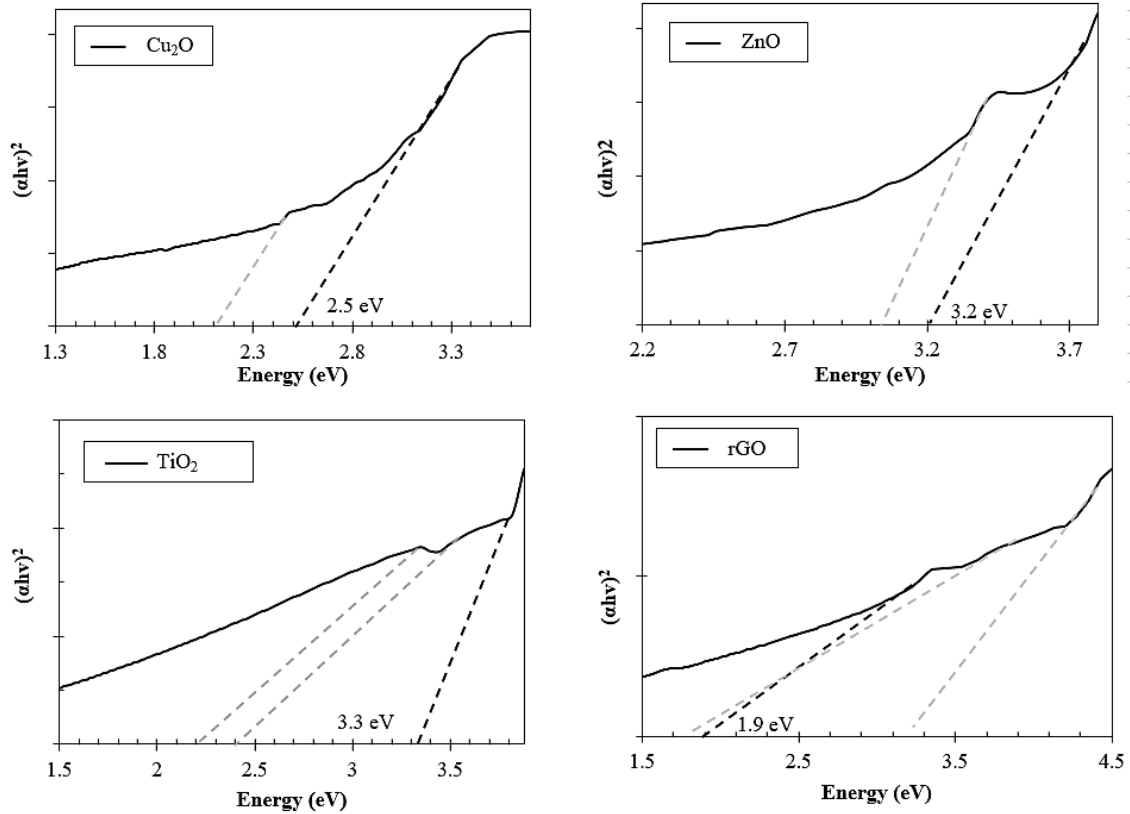 Cu₂O
(αhν)²
2.5 eV
1.3 1.8 2.3 2.8 3.3
Energy (eV)
ZnO
(αhν)2
3.2 eV
2.2 2.7 3.2 3.7
Energy (eV)
TiO₂
(αhν)²
3.3 eV
1.5 2 2.5 3 3.5
Energy (eV)
rGO
(αhν)²
1.9 eV
1.5 2.5 3.5 4.5
Energy (eV)